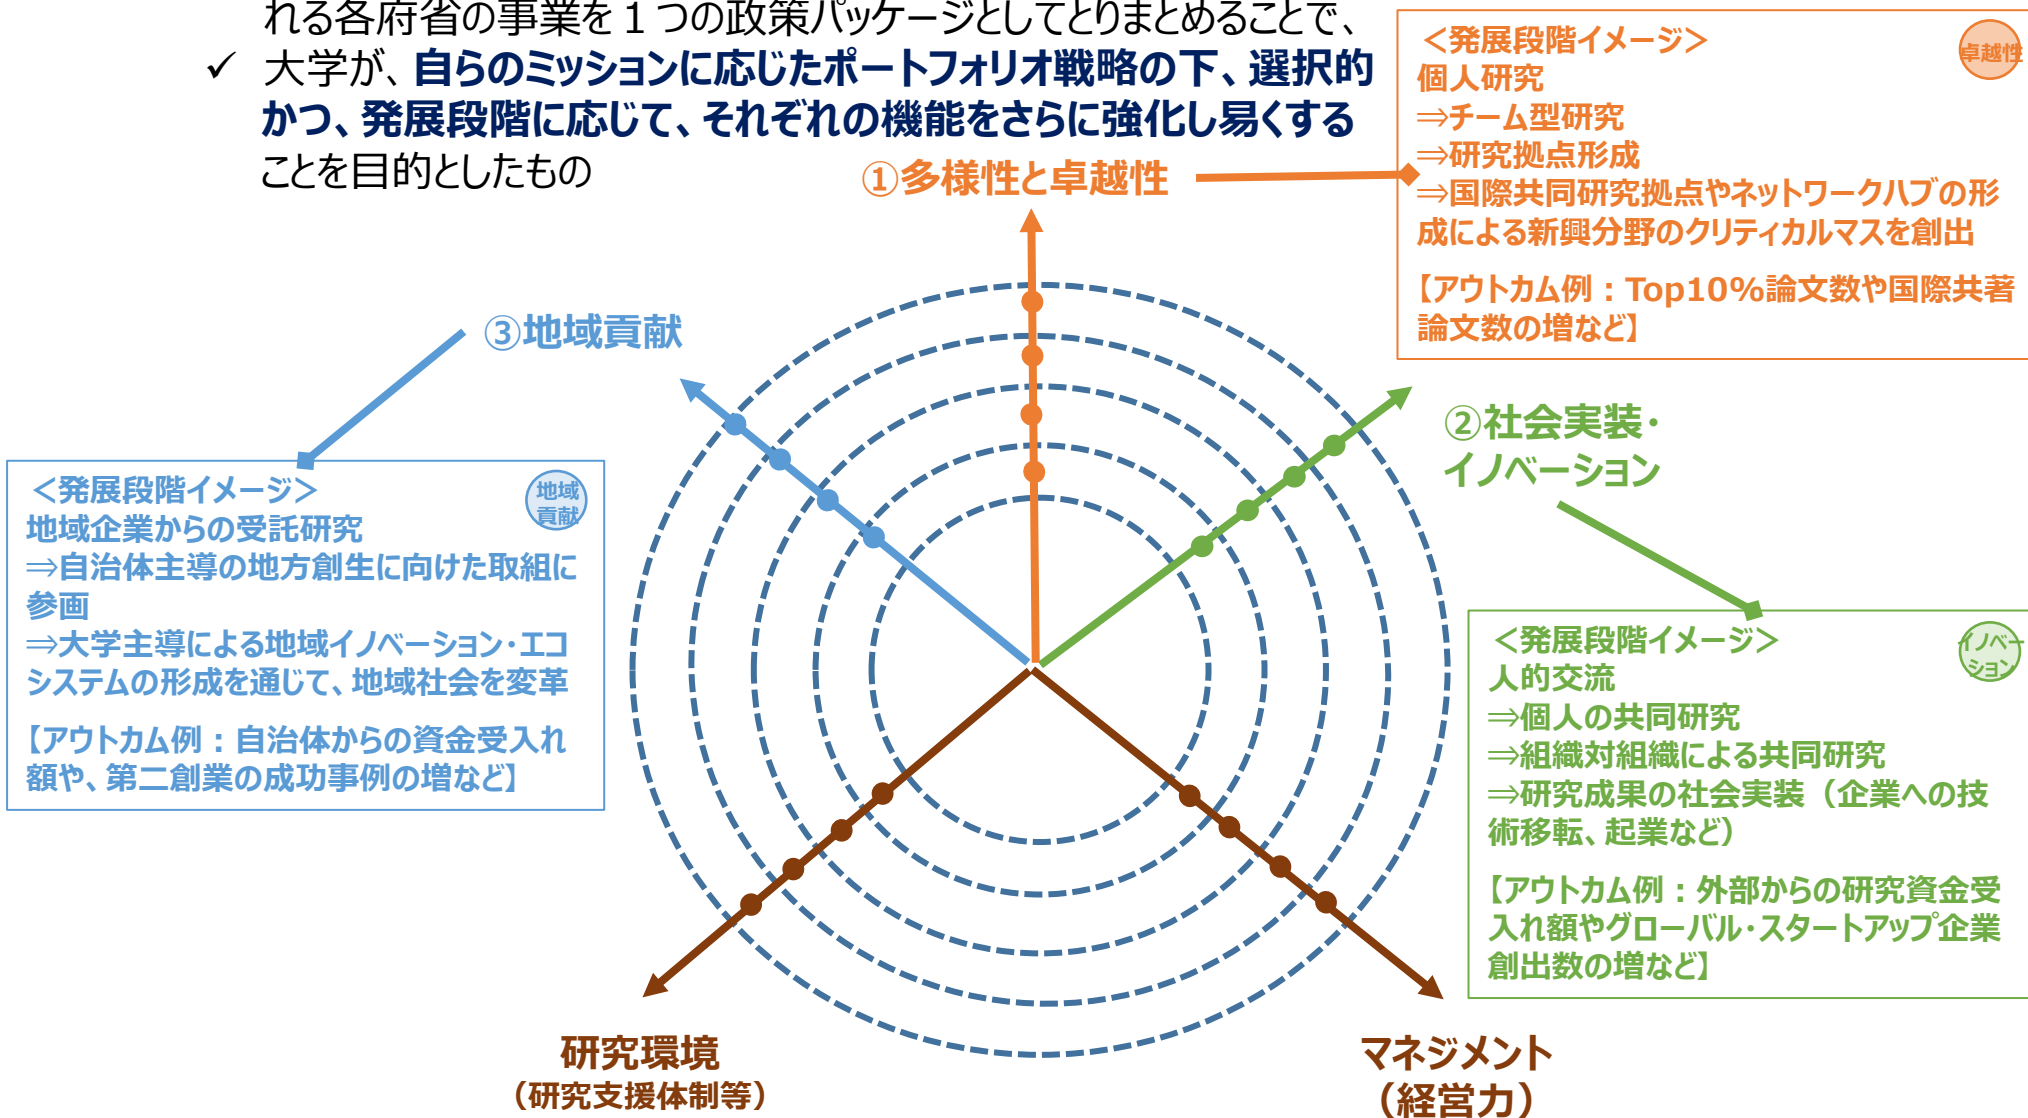 れる各府省の事業を１つの政策パッケージとしてとりまとめることで、
✓ 大学が、自らのミッションに応じたポートフォリオ戦略の下、選択的
かつ、発展段階に応じて、それぞれの機能をさらに強化し易くする
ことを目的としたもの
①多様性と卓越性
＜発展段階イメージ＞
卓越性
個人研究
⇒チーム型研究
⇒研究拠点形成
⇒国際共同研究拠点やネットワークハブの形
成による新興分野のクリティカルマスを創出
【アウトカム例：Top10%論文数や国際共著
論文数の増など】
③地域貢献
＜発展段階イメージ＞
地域
貢献
地域企業からの受託研究
⇒自治体主導の地方創生に向けた取組に
参画
⇒大学主導による地域イノベーション・エコ
システムの形成を通じて、地域社会を変革
【アウトカム例：自治体からの資金受入れ
額や、第二創業の成功事例の増など】
②社会実装・
イノベーション
＜発展段階イメージ＞
イノベー
ション
人的交流
⇒個人の共同研究
⇒組織対組織による共同研究
⇒研究成果の社会実装（企業への技
術移転、起業など）
【アウトカム例：外部からの研究資金受
入れ額やグローバル・スタートアップ企業
創出数の増など】
研究環境
（研究支援体制等）
マネジメント
（経営力）